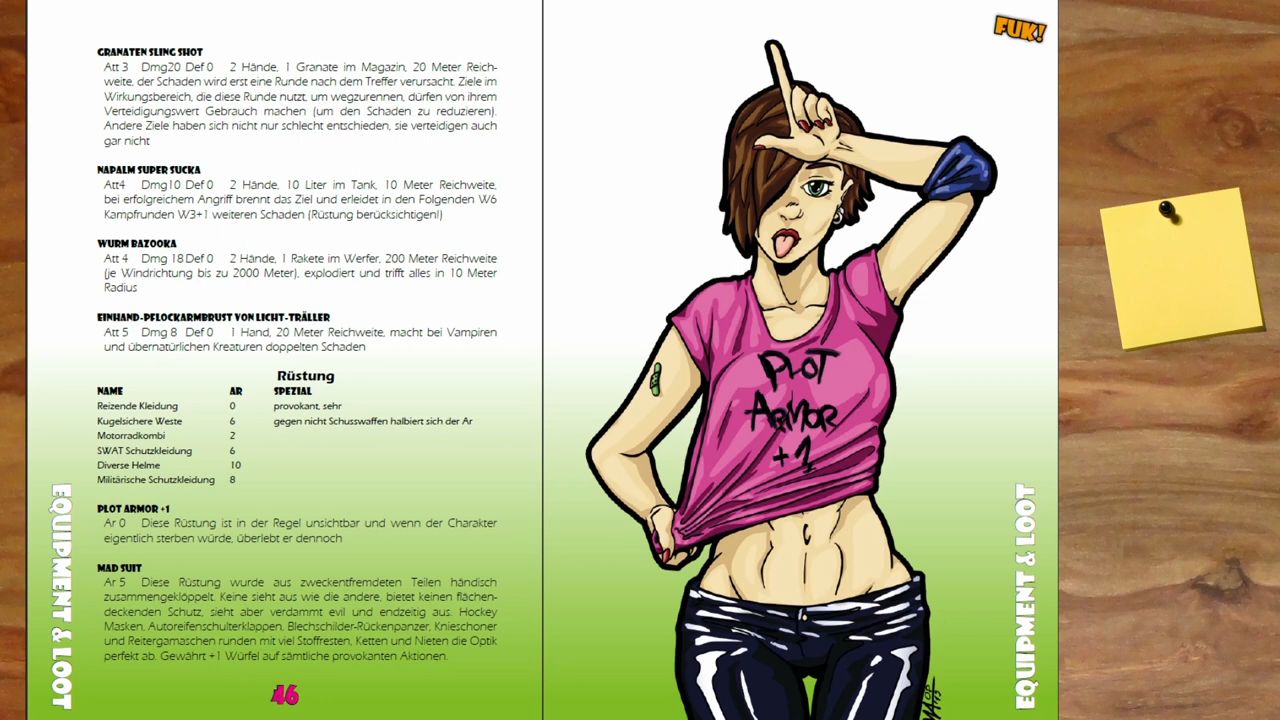 GRANATEN SLING SHOT
Att 3 Dmg20 Def 0 2 Hände, 1 Granate im Magazin, 20 Meter Reich-
weite, der Schaden wird erst eine Runde nach dem Treffer verursacht. Ziele im
Wirkungsbereich, die diese Runde nutzt, um wegzurennen, dürfen von ihrem
Verteidigungswert Gebrauch machen (um den Schaden zu reduzieren).
Andere Ziele haben sich nicht nur schlecht entschieden, sie verteidigen auch
gar nicht
NAPALM SUPER SUCKA
Att4 Dmg10 Def 0 2 Hände, 10 Liter im Tank, 10 Meter Reichweite,
bei erfolgreichem Angriff brennt das Ziel und erleidet in den Folgenden W6
Kampfrunden W3+1 weiteren Schaden (Rüstung berücksichtigen!)
WURM BAZOOKA
Att 4 Dmg 18 Def 0 2 Hände, 1 Rakete im Werfer, 200 Meter Reichweite
(je Windrichtung bis zu 2000 Meter), explodiert und trifft alles in 10 Meter
Radius
EINHAND-PFLOCKARMBRUST VON LICHT-TRÄLLER
Att 5 Dmg 8 Def 0 1 Hand, 20 Meter Reichweite, macht bei Vampiren
und übernatürlichen Kreaturen doppelten Schaden
Rüstung
NAME AR SPEZIAL
Reizende Kleidung 0 provokant, sehr
Kugelsichere Weste 6 gegen nicht Schusswaffen halbiert sich der Ar
Motorradkombi 2
SWAT Schutzkleidung 6
Diverse Helme 10
Militärische Schutzkleidung 8
PLOT ARMOR +1
Ar 0 Diese Rüstung ist in der Regel unsichtbar und wenn der Charakter
eigentlich sterben würde, überlebt er dennoch
MAD SUIT
Ar 5 Diese Rüstung wurde aus zweckentfremdeten Teilen händisch
zusammengeklöppelt. Keine sieht aus wie die andere, bietet keinen flächen-
deckenden Schutz, sieht aber verdammt evil und endzeitig aus. Hockey
Masken, Autoreifenschulterklappen, Blechschilder-Rückenpanzer, Knieschoner
und Reitergamaschen runden mit viel Stoffresten, Ketten und Nieten die Optik
perfekt ab. Gewährt +1 Würfel auf sämtliche provokanten Aktionen.
46
EQUIPMENT & LOOT
FUK!
PLOT
ARMOR
+1
EQUIPMENT & LOOT